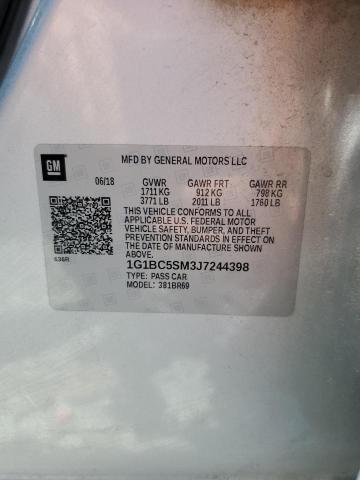 GM
MFD BY GENERAL MOTORS LLC
06/18 GVWR GAWR FRT GAWR RR
1711 KG 912 KG 798 KG
3771 LB 2011 LB 1760 LB
THIS VEHICLE CONFORMS TO ALL
APPLICABLE U.S. FEDERAL MOTOR
VEHICLE SAFETY, BUMPER, AND THEFT
PREVENTION STANDARDS IN EFFECT ON
THE DATE OF MANUFACTURE SHOWN
ABOVE.
1G1BC5SM3J7244398
TYPE: PASS CAR
MODEL: 381BR69